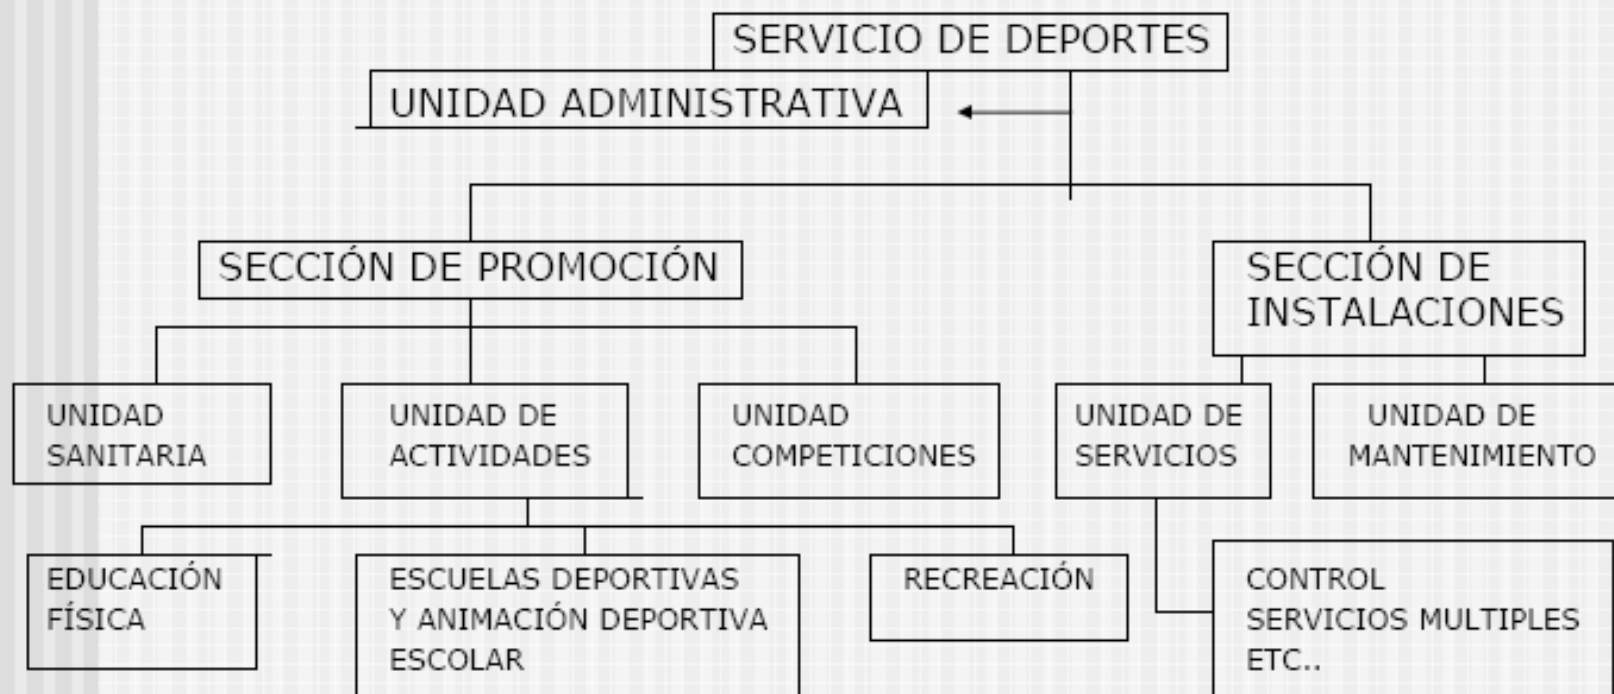 SERVICIO DE DEPORTES
UNIDAD ADMINISTRATIVA
SECCIÓN DE PROMOCIÓN
SECCIÓN DE
INSTALACIONES
UNIDAD
SANITARIA
UNIDAD DE
ACTIVIDADES
UNIDAD
COMPETICIONES
UNIDAD DE
SERVICIOS
UNIDAD DE
MANTENIMIENTO
EDUCACIÓN
FÍSICA
ESCUELAS DEPORTIVAS
Y ANIMACIÓN DEPORTIVA
ESCOLAR
RECREACIÓN
CONTROL
SERVICIOS MULTIPLES
ETC..